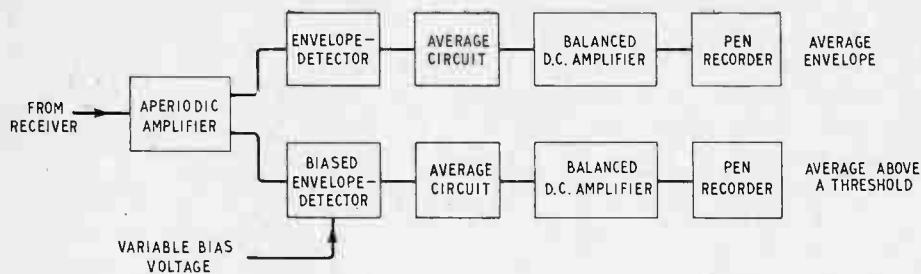 ENVELOPE-
DETECTOR
AVERAGE
CIRCUIT
BALANCED
D.C. AMPLIFIER
PEN
RECORDER
AVERAGE
ENVELOPE
FROM
RECEIVER
APERIODIC
AMPLIFIER
BIASED
ENVELOPE-
DETECTOR
AVERAGE
CIRCUIT
BALANCED
D.C. AMPLIFIER
PEN
RECORDER
AVERAGE ABOVE
A THRESHOLD
VARIABLE BIAS
VOLTAGE